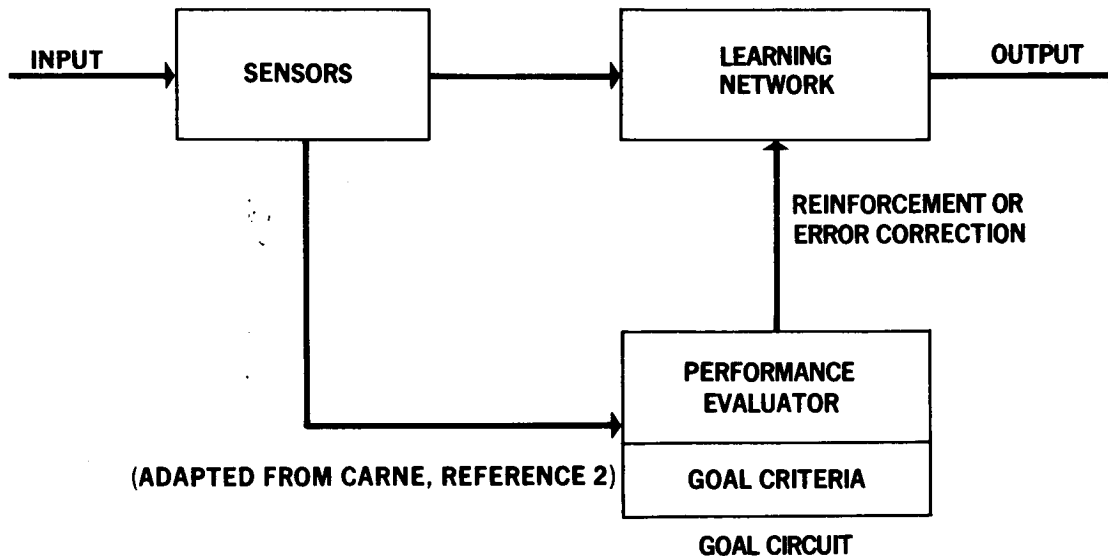 INPUT
SENSORS
LEARNING
NETWORK
OUTPUT
REINFORCEMENT OR
ERROR CORRECTION
PERFORMANCE
EVALUATOR
(ADAPTED FROM CARNE, REFERENCE 2)
GOAL CRITERIA
GOAL CIRCUIT